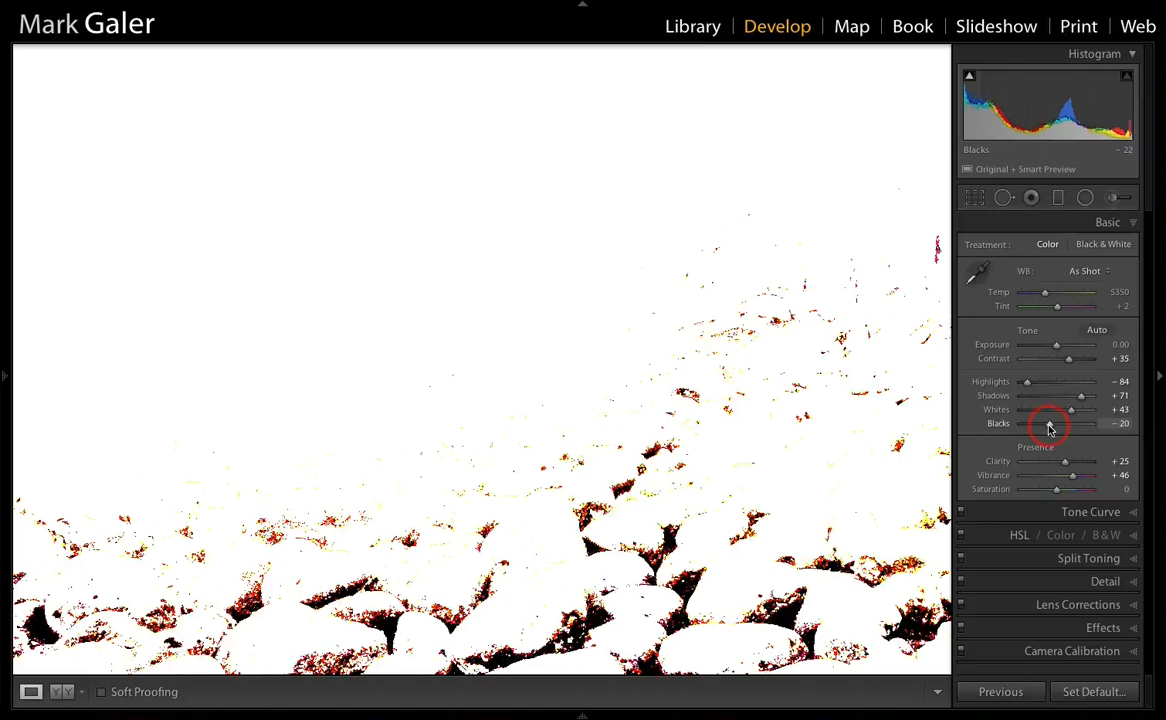 Mark Galer
Library | Develop | Map | Book | Slideshow | Print | Web
Histogram
Blacks − 22
Original + Smart Preview
Basic
Treatment : Color | Black & White
WB : As Shot
Temp 5350
Tint + 2
Tone Auto
Exposure 0.00
Contrast + 35
Highlights − 84
Shadows + 71
Whites + 43
Blacks − 20
Presence
Clarity + 25
Vibrance + 46
Saturation 0
Tone Curve
HSL / Color / B & W
Split Toning
Detail
Lens Corrections
Effects
Camera Calibration
Y Y Soft Proofing
Previous Set Default...